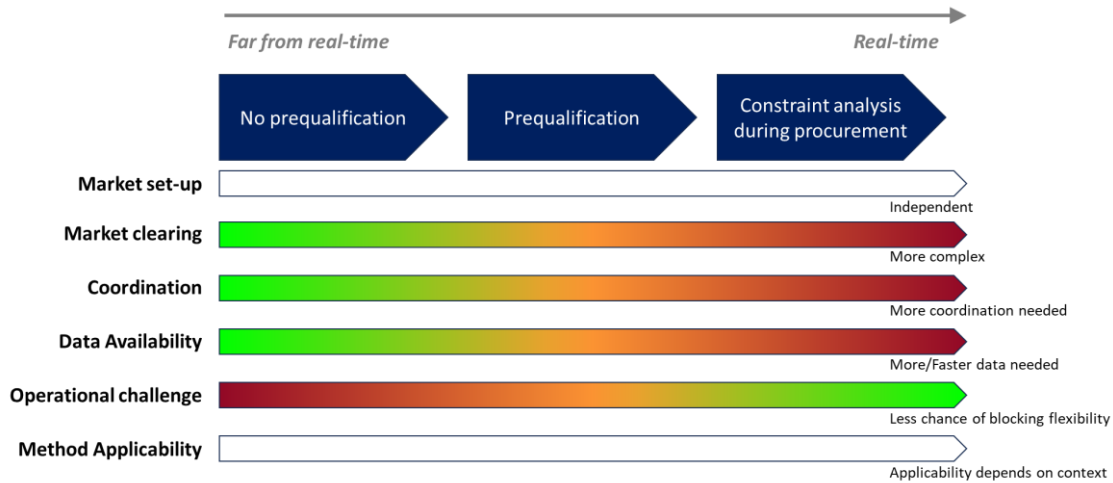 Far from real-time
Real-time
No prequalification
Prequalification
Constraint analysis
during procurement
Market set-up
Independent
Market clearing
More complex
Coordination
More coordination needed
Data Availability
More/Faster data needed
Operational challenge
Less chance of blocking flexibility
Method Applicability
Applicability depends on context